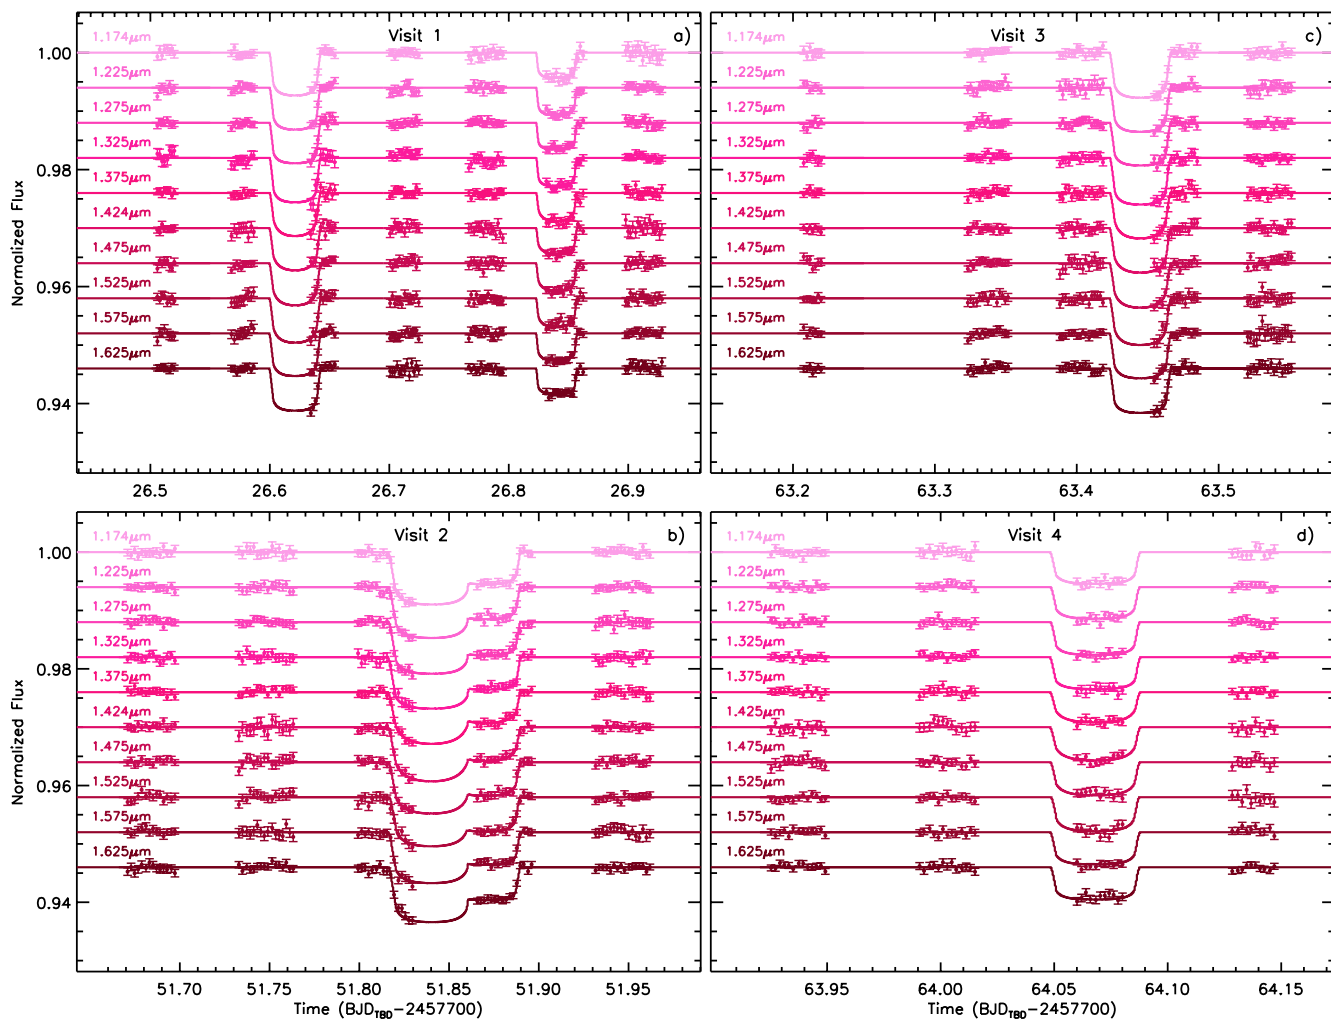 Visit 1
a)
1.174μm
1.00
1.225μm
1.275μm
1.325μm
0.98
1.375μm
1.424μm
1.475μm
0.96
1.525μm
1.575μm
1.625μm
0.94
Normalized Flux
26.5 26.6 26.7 26.8 26.9
Visit 3
c)
1.174μm
1.225μm
1.275μm
1.325μm
1.375μm
1.425μm
1.475μm
1.525μm
1.575μm
1.625μm
63.2 63.3 63.4 63.5
Visit 2
b)
1.174μm
1.00
1.225μm
1.275μm
1.325μm
0.98
1.375μm
1.424μm
1.475μm
0.96
1.525μm
1.575μm
1.625μm
0.94
Normalized Flux
51.70 51.75 51.80 51.85 51.90 51.95
Time (BJD_TBD−2457700)
Visit 4
d)
1.174μm
1.225μm
1.275μm
1.325μm
1.375μm
1.425μm
1.475μm
1.525μm
1.575μm
1.625μm
63.95 64.00 64.05 64.10 64.15
Time (BJD_TBD−2457700)